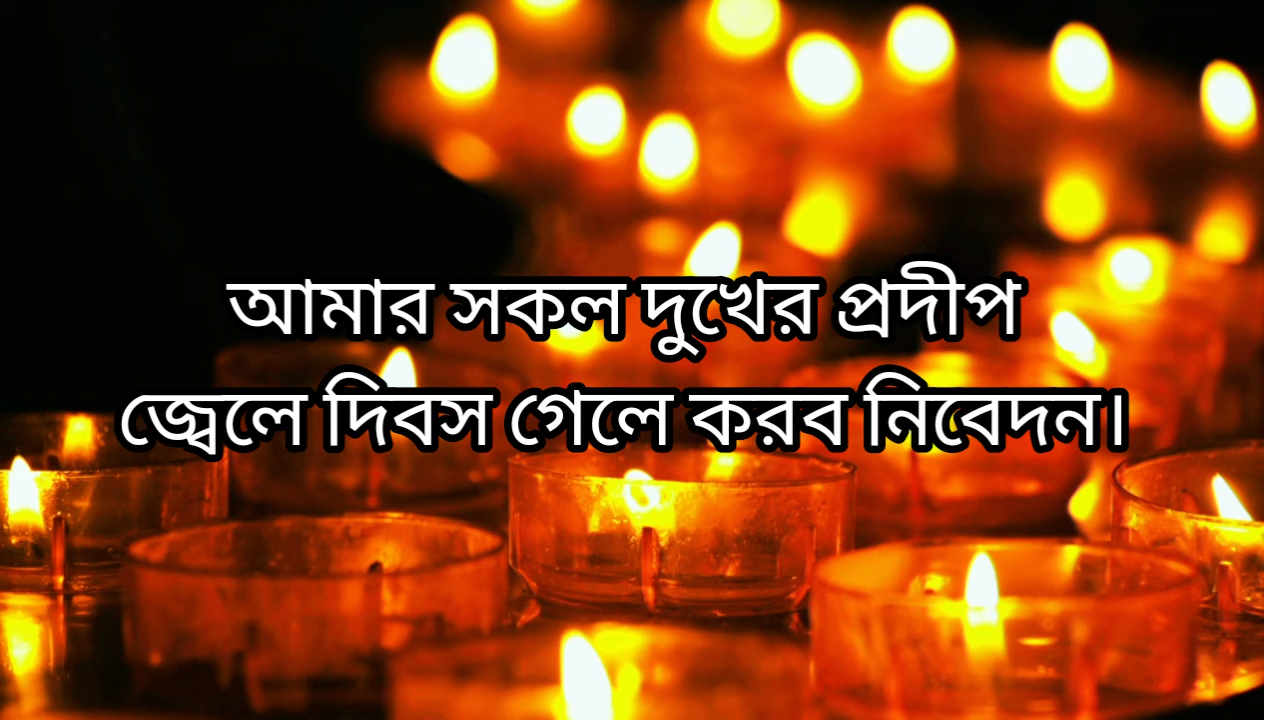 আমার সকল দুখের প্রদীপ
জ্বেলে দিবস গেলে করব নিবেদন।